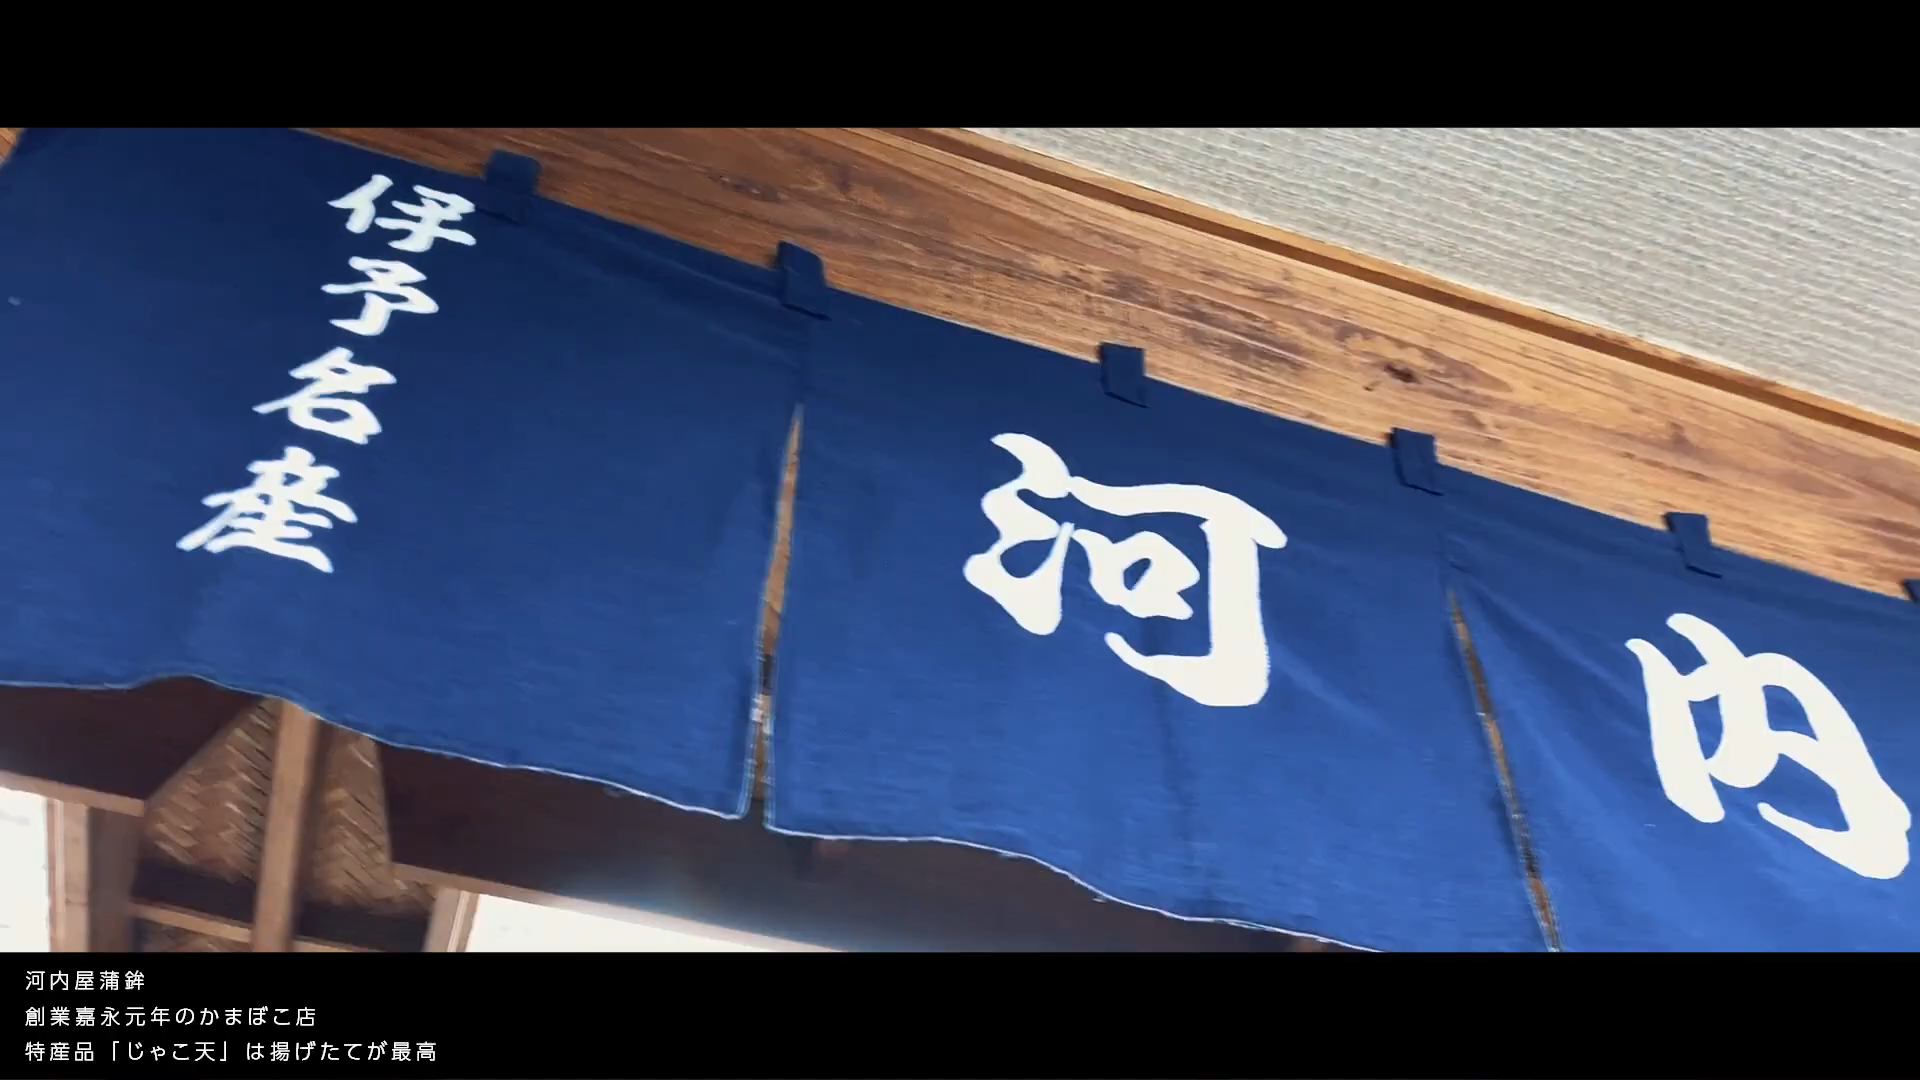 伊予名産
河内
河内屋蒲鉾
創業嘉永元年のかまぼこ店
特産品「じゃこ天」は揚げたてが最高